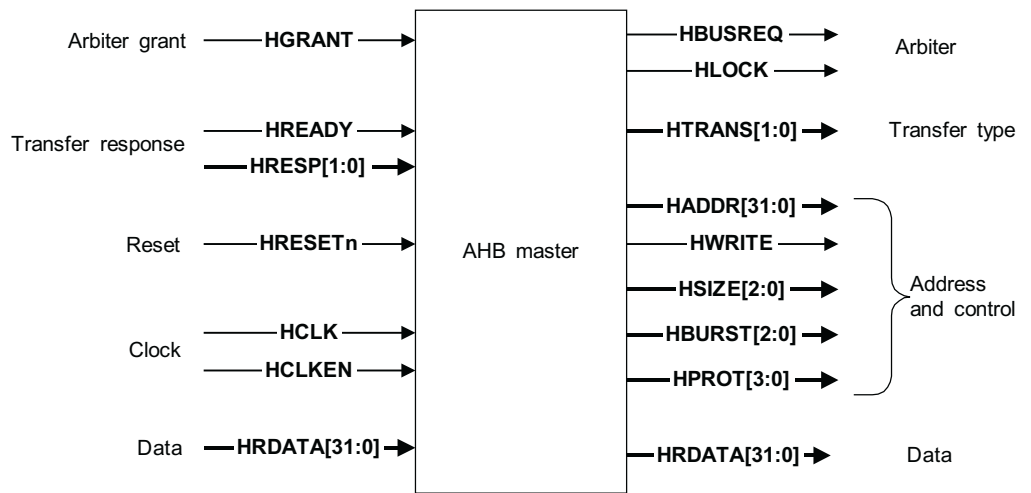 Arbiter grant
HGRANT
Transfer response
HREADY
HRESP[1:0]
Reset
HRESETn
Clock
HCLK
HCLKEN
Data
HRDATA[31:0]
AHB master
HBUSREQ
HLOCK
Arbiter
HTRANS[1:0]
Transfer type
HADDR[31:0]
HWRITE
HSIZE[2:0]
HBURST[2:0]
HPROT[3:0]
Address
and control
HRDATA[31:0]
Data